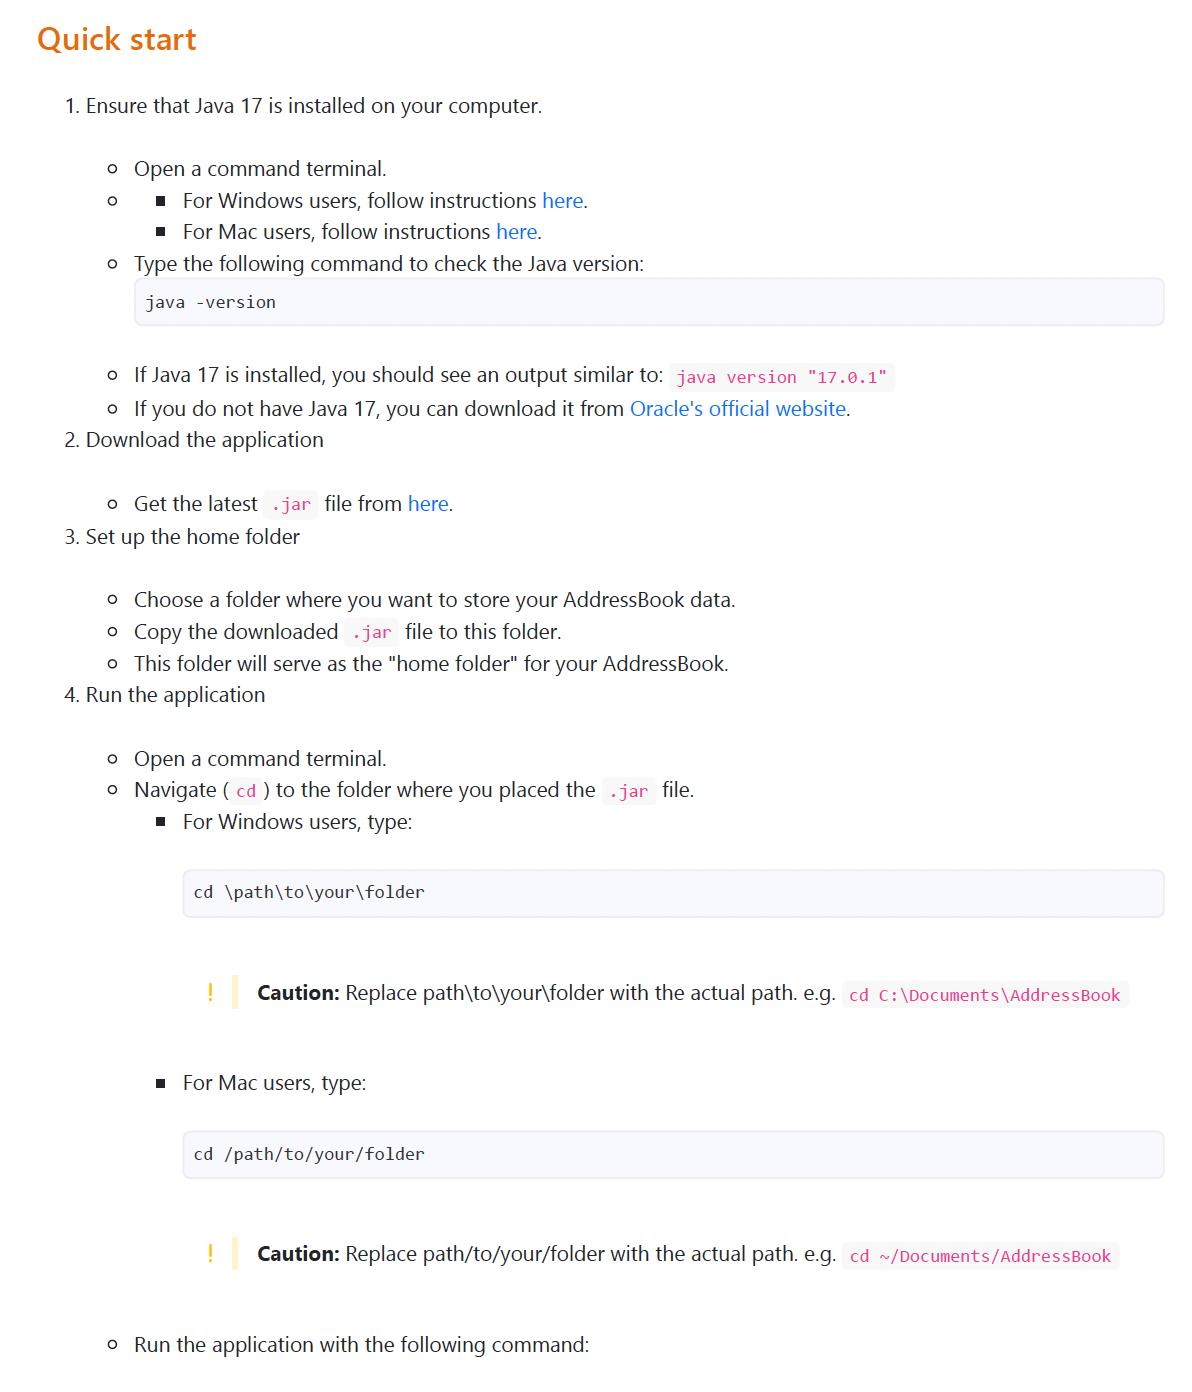 Quick start
1. Ensure that Java 17 is installed on your computer.
Open a command terminal.
For Windows users, follow instructions here.
For Mac users, follow instructions here.
Type the following command to check the Java version:
java -version
If Java 17 is installed, you should see an output similar to: java version "17.0.1"
If you do not have Java 17, you can download it from Oracle's official website.
2. Download the application
Get the latest .jar file from here.
3. Set up the home folder
Choose a folder where you want to store your AddressBook data.
Copy the downloaded .jar file to this folder.
This folder will serve as the "home folder" for your AddressBook.
4. Run the application
Open a command terminal.
Navigate (cd) to the folder where you placed the .jar file.
For Windows users, type:
cd \path\to\your\folder
! Caution: Replace path\to\your\folder with the actual path. e.g. cd C:\Documents\AddressBook
For Mac users, type:
cd /path/to/your/folder
! Caution: Replace path/to/your/folder with the actual path. e.g. cd ~/Documents/AddressBook
Run the application with the following command: